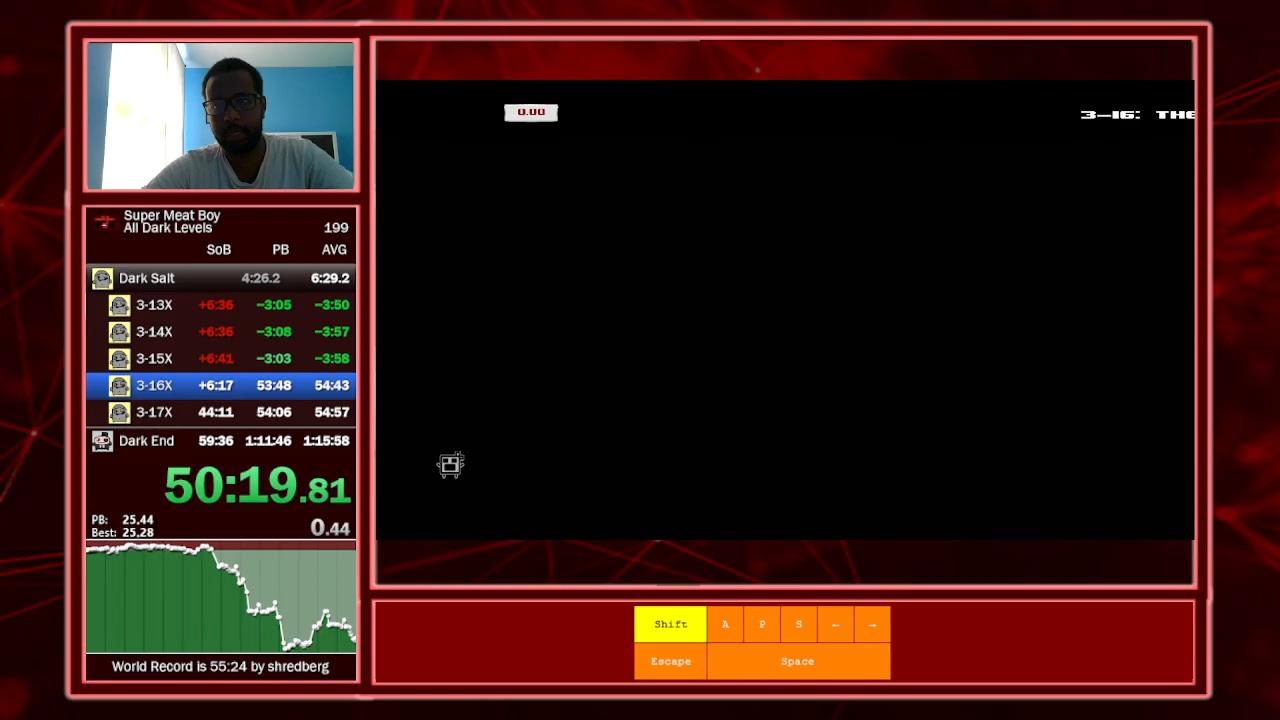 0.00
3-16: THE
Super Meat Boy
All Dark Levels 199
SoB PB AVG
Dark Salt 4:26.2 6:29.2
3-13X +6:36 -3:05 -3:50
3-14X +6:36 -3:08 -3:57
3-15X +6:41 -3:03 -3:58
3-16X +6:17 53:48 54:43
3-17X 44:11 54:06 54:57
Dark End 59:36 1:11:46 1:15:58
50:19.81
PB: 25.44
Best: 25.28 0.44
World Record is 55:24 by shredberg
Shift A P S ← →
Escape Space